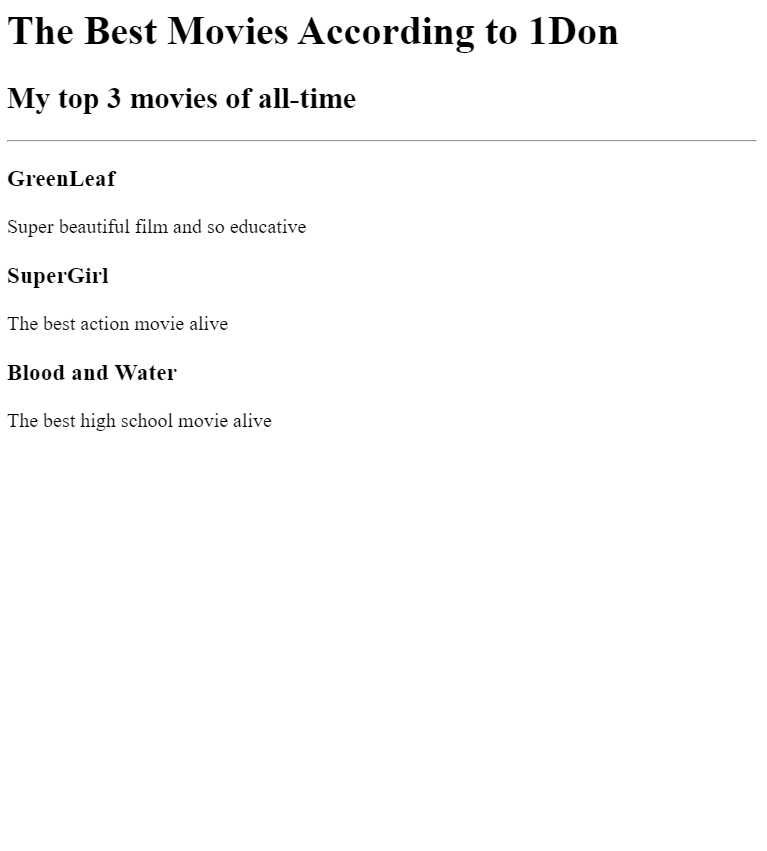 The Best Movies According to 1Don
My top 3 movies of all-time
GreenLeaf
Super beautiful film and so educative
SuperGirl
The best action movie alive
Blood and Water
The best high school movie alive